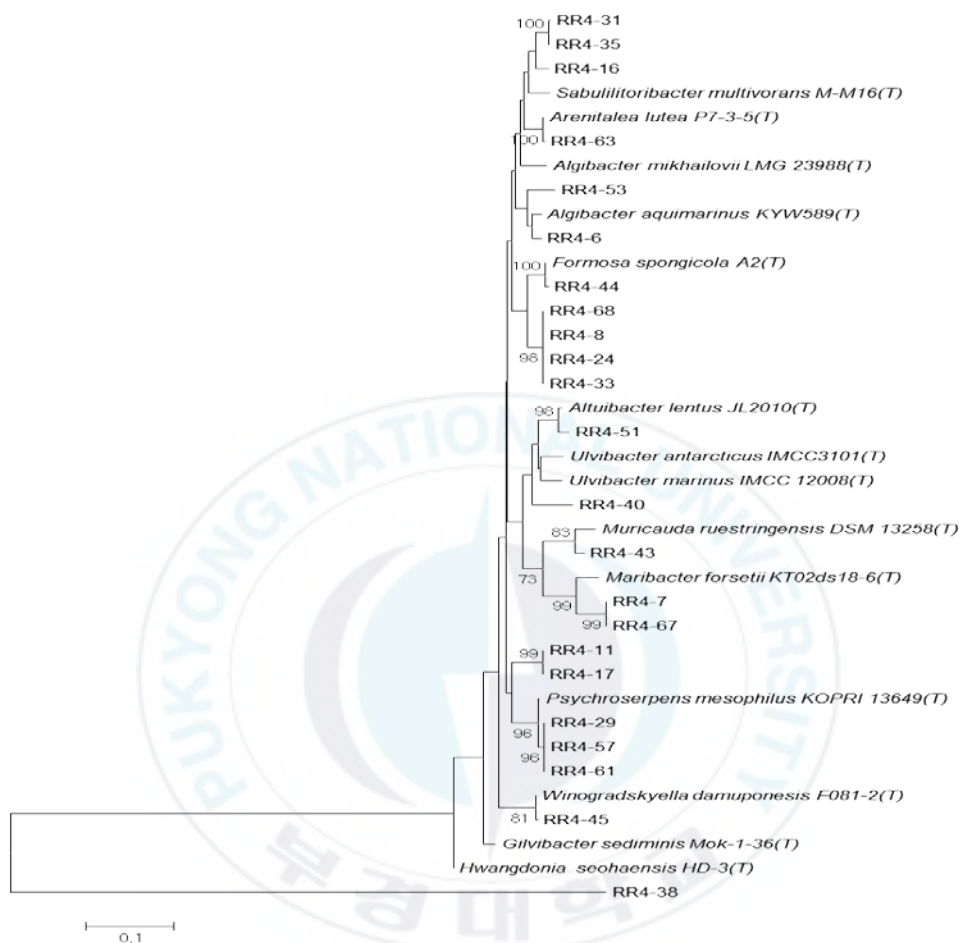 100
RR4-31
RR4-35
RR4-16
Sabulilitoribacter multivorans M-M16(T)
Arenitalea lutea P7-3-5(T)
100
RR4-63
Algibacter mikhailovii LMG 23988(T)
RR4-53
Algibacter aquimarinus KYW589(T)
RR4-6
100
Formosa spongicola A2(T)
RR4-44
RR4-68
RR4-8
98
RR4-24
RR4-33
98
Altuibacter lentus JL2010(T)
RR4-51
Ulvibacter antarcticus IMCC3101(T)
Ulvibacter marinus IMCC 12008(T)
RR4-40
83
Muricauda ruestringensis DSM 13258(T)
RR4-43
73
Maribacter forsetii KT02ds18-6(T)
99
RR4-7
99
RR4-67
99
RR4-11
RR4-17
Psychroserpens mesophilus KOPRI 13649(T)
96
RR4-29
RR4-57
96
RR4-61
Winogradskyella damuponesis F081-2(T)
81
RR4-45
Gilvibacter sediminis Mok-1-36(T)
Hwangdonia seohaensis HD-3(T)
RR4-38
0.1
PUKYONG NATIONAL UNIVERSITY
부경대학교